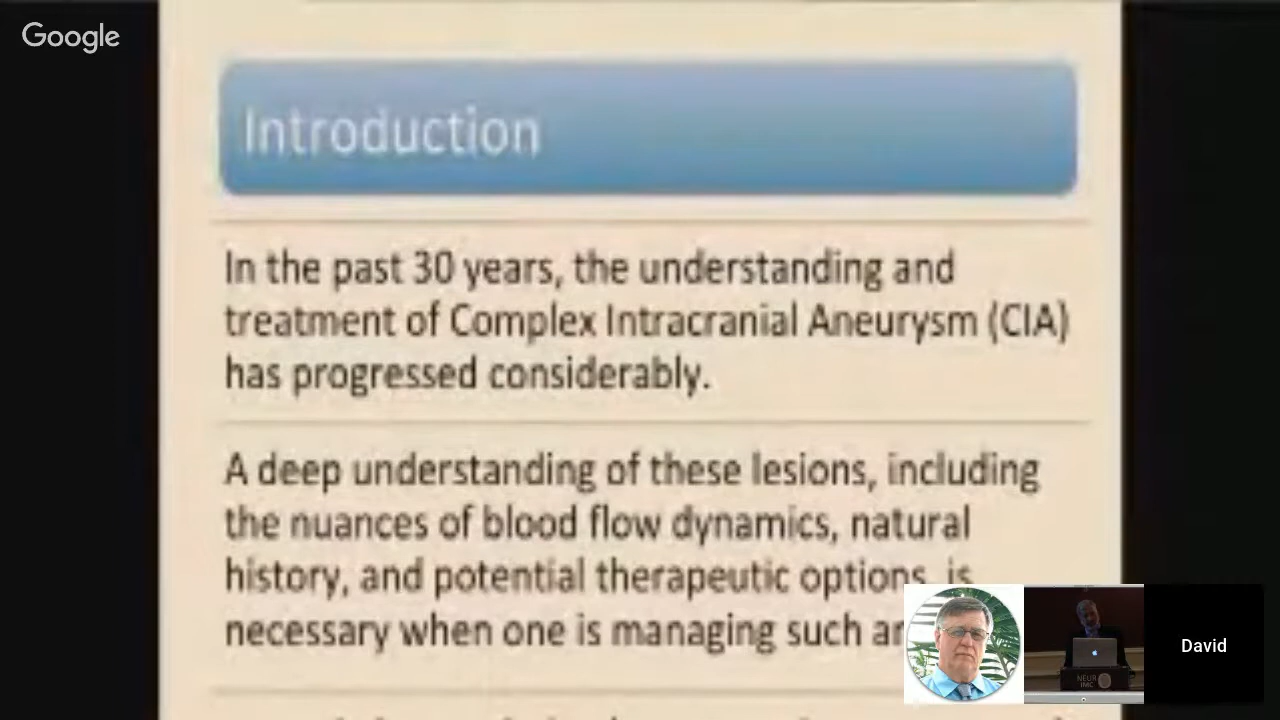 Google
Introduction
In the past 30 years, the understanding and
treatment of Complex Intracranial Aneurysm (CIA)
has progressed considerably.
A deep understanding of these lesions, including
the nuances of blood flow dynamics, natural
history, and potential therapeutic options, is
necessary when one is managing such
David